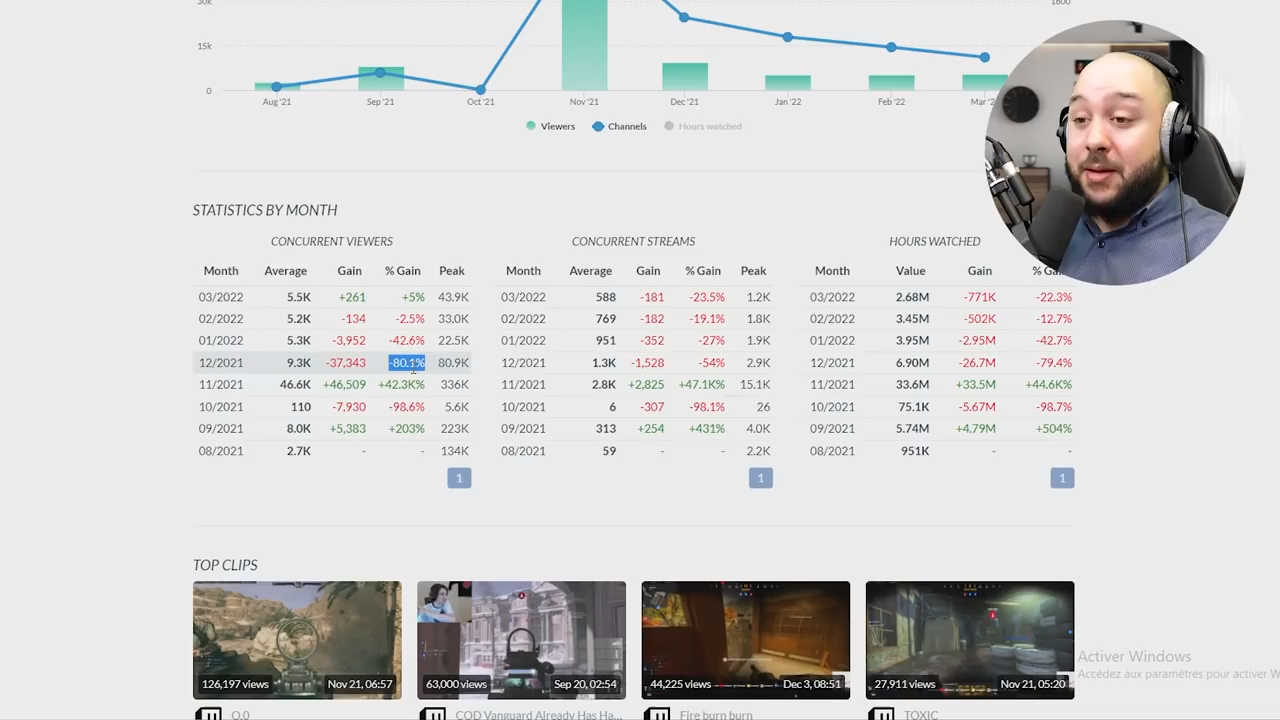 30k
1800
15k
0
Aug '21 Sep '21 Oct '21 Nov '21 Dec '21 Jan '22 Feb '22 Mar '2
Viewers Channels Hours watched
STATISTICS BY MONTH
CONCURRENT VIEWERS CONCURRENT STREAMS HOURS WATCHED
Month Average Gain % Gain Peak Month Average Gain % Gain Peak Month Value Gain % Ga
03/2022 5.5K +261 +5% 43.9K 03/2022 588 -181 -23.5% 1.2K 03/2022 2.68M -771K -22.3%
02/2022 5.2K -134 -2.5% 33.0K 02/2022 769 -182 -19.1% 1.8K 02/2022 3.45M -502K -12.7%
01/2022 5.3K -3,952 -42.6% 22.5K 01/2022 951 -352 -27% 1.9K 01/2022 3.95M -2.95M -42.7%
12/2021 9.3K -37,343 -80.1% 80.9K 12/2021 1.3K -1,528 -54% 2.9K 12/2021 6.90M -26.7M -79.4%
11/2021 46.6K +46,509 +42.3K% 336K 11/2021 2.8K +2,825 +47.1K% 15.1K 11/2021 33.6M +33.5M +44.6K%
10/2021 110 -7,930 -98.6% 5.6K 10/2021 6 -307 -98.1% 26 10/2021 75.1K -5.67M -98.7%
09/2021 8.0K +5,383 +203% 223K 09/2021 313 +254 +431% 4.0K 09/2021 5.74M +4.79M +504%
08/2021 2.7K - - 134K 08/2021 59 - - 2.2K 08/2021 951K - -
1 1 1
TOP CLIPS
126,197 views Nov 21, 06:57 63,000 views Sep 20, 02:54 44,225 views Dec 3, 08:51 27,911 views Nov 21, 05:20
Activer Windows
Accédez aux paramètres pour activer W
O.O COD Vanguard Already Has Ha... Fire burn burn TOXIC